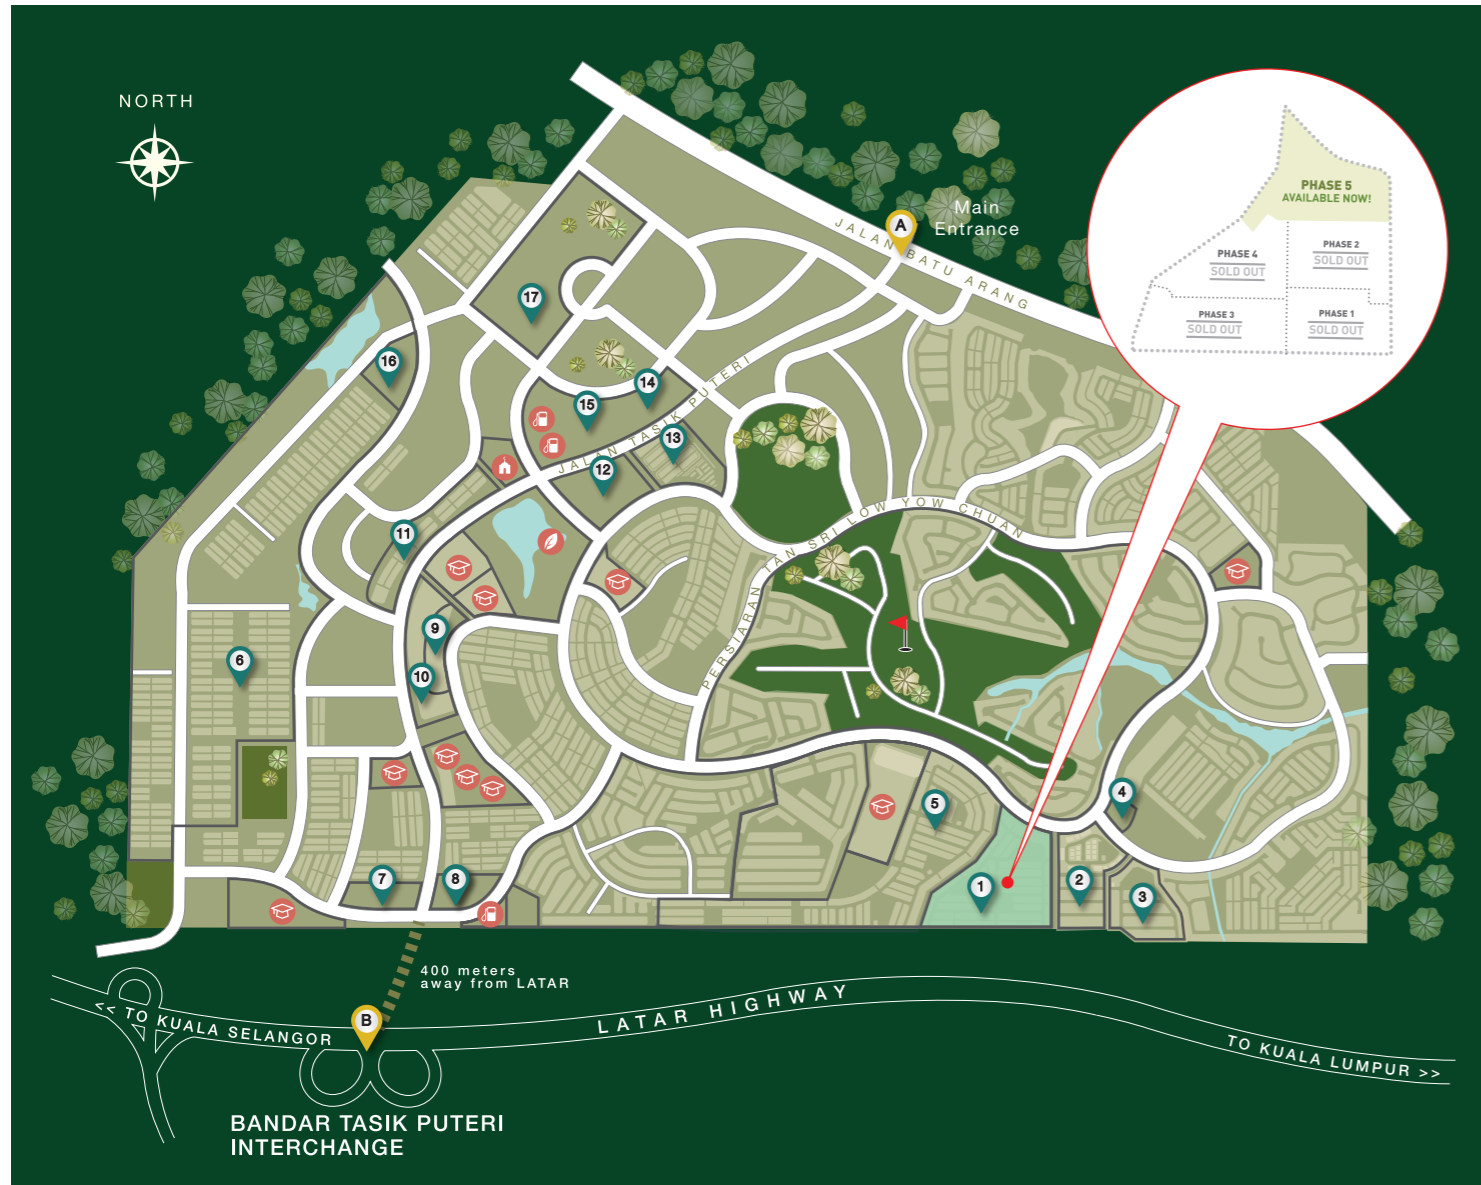 NORTH
Main
Entrance
A
JALAN BATU ARANG
PHASE 5
AVAILABLE NOW!
PHASE 4
SOLD OUT
PHASE 2
SOLD OUT
PHASE 3
SOLD OUT
PHASE 1
SOLD OUT
17
16
14
15
13
12
JALAN TASIK PUTERI
11
PERSIARAN TAN SRI LOW YOW CHUAN
9
10
6
5
4
7
8
1
2
3
400 meters
away from LATAR
B
<< TO KUALA SELANGOR
LATAR HIGHWAY
TO KUALA LUMPUR >>
BANDAR TASIK PUTERI
INTERCHANGE